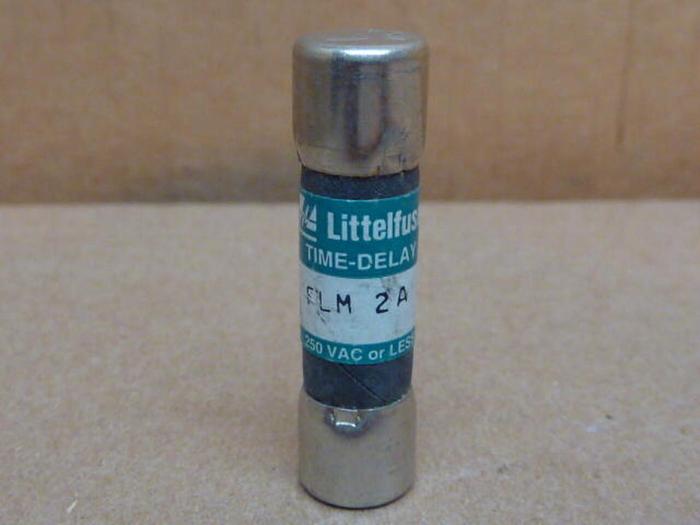 Littelfus
TIME-DELAY
FLM 2A
250 VAC or LES